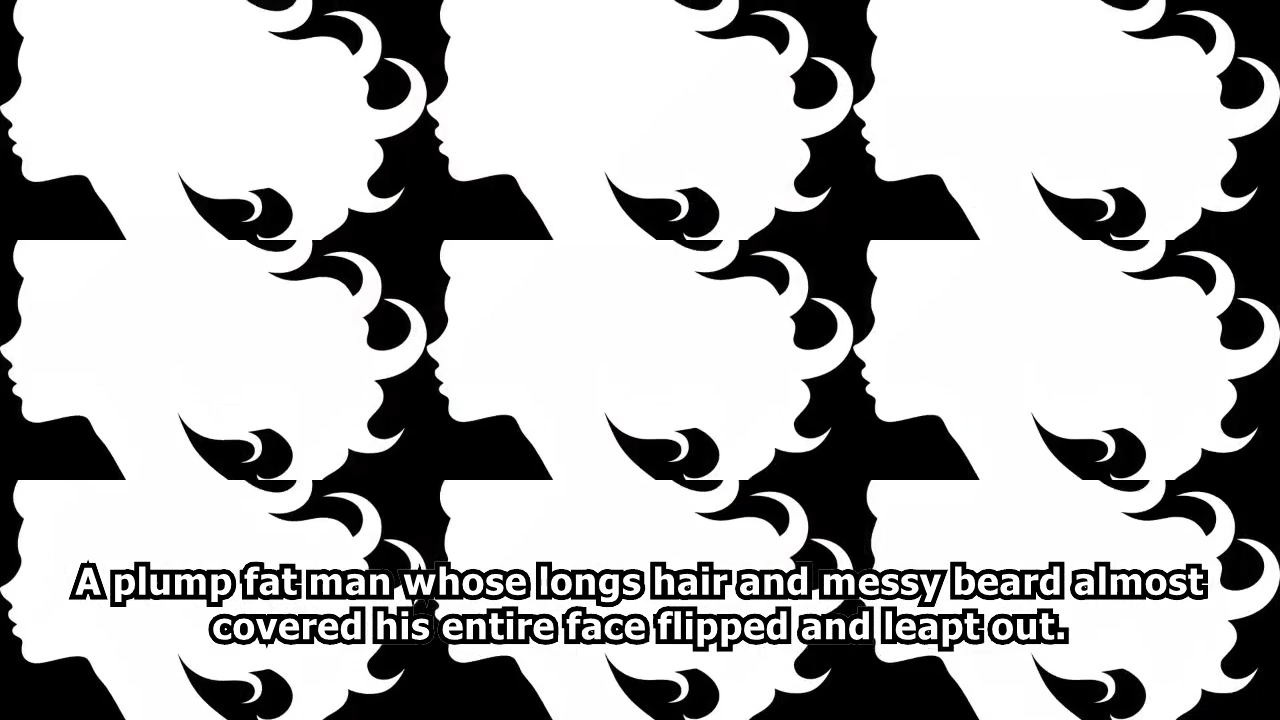 A plump fat man whose longs hair and messy beard almost
covered his entire face flipped and leapt out.